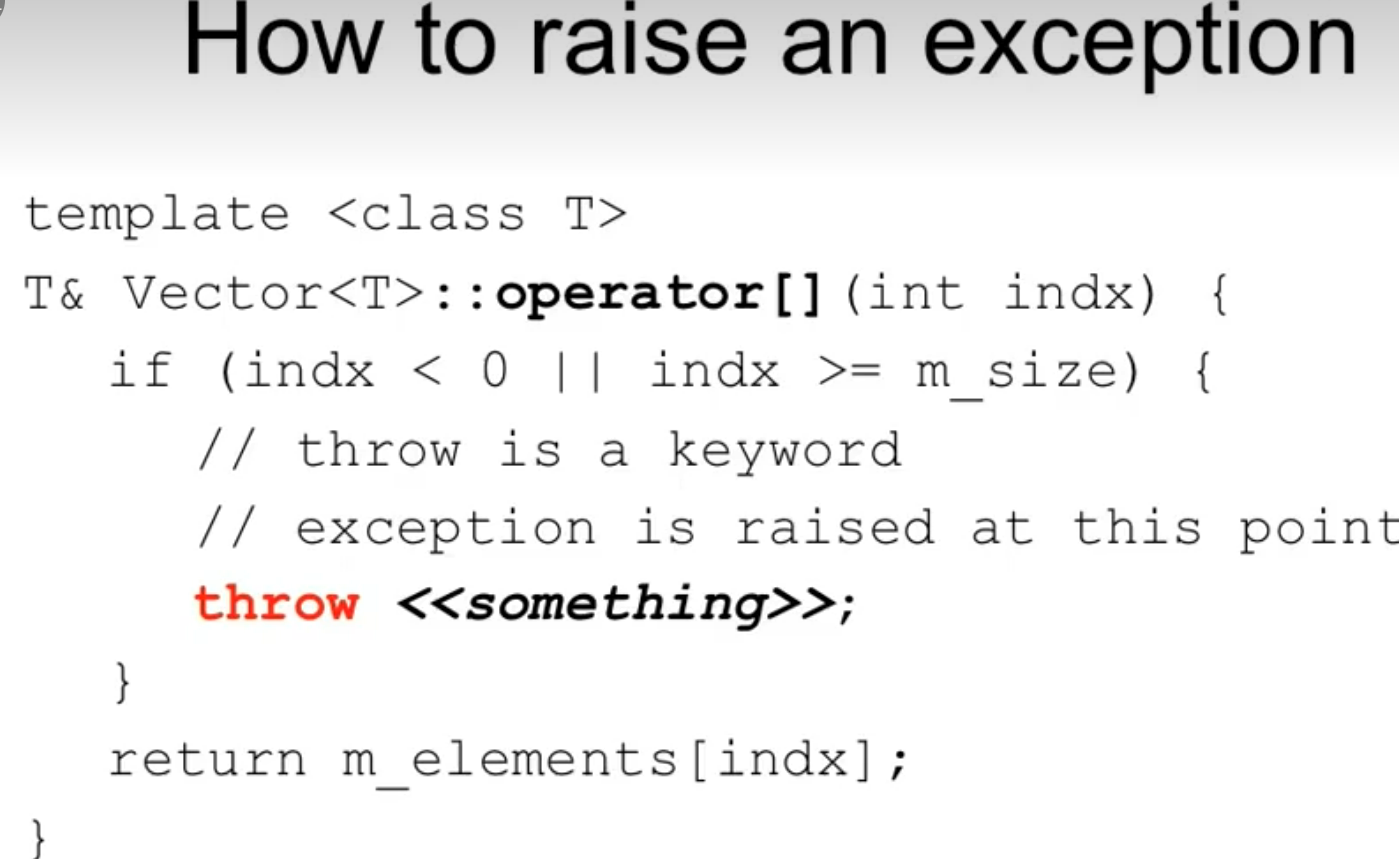 How to raise an exception
template <class T>
T& Vector<T>::operator[](int indx) {
if (indx < 0 || indx >= m_size) {
// throw is a keyword
// exception is raised at this point
throw <<something>>;
}
return m_elements[indx];
}